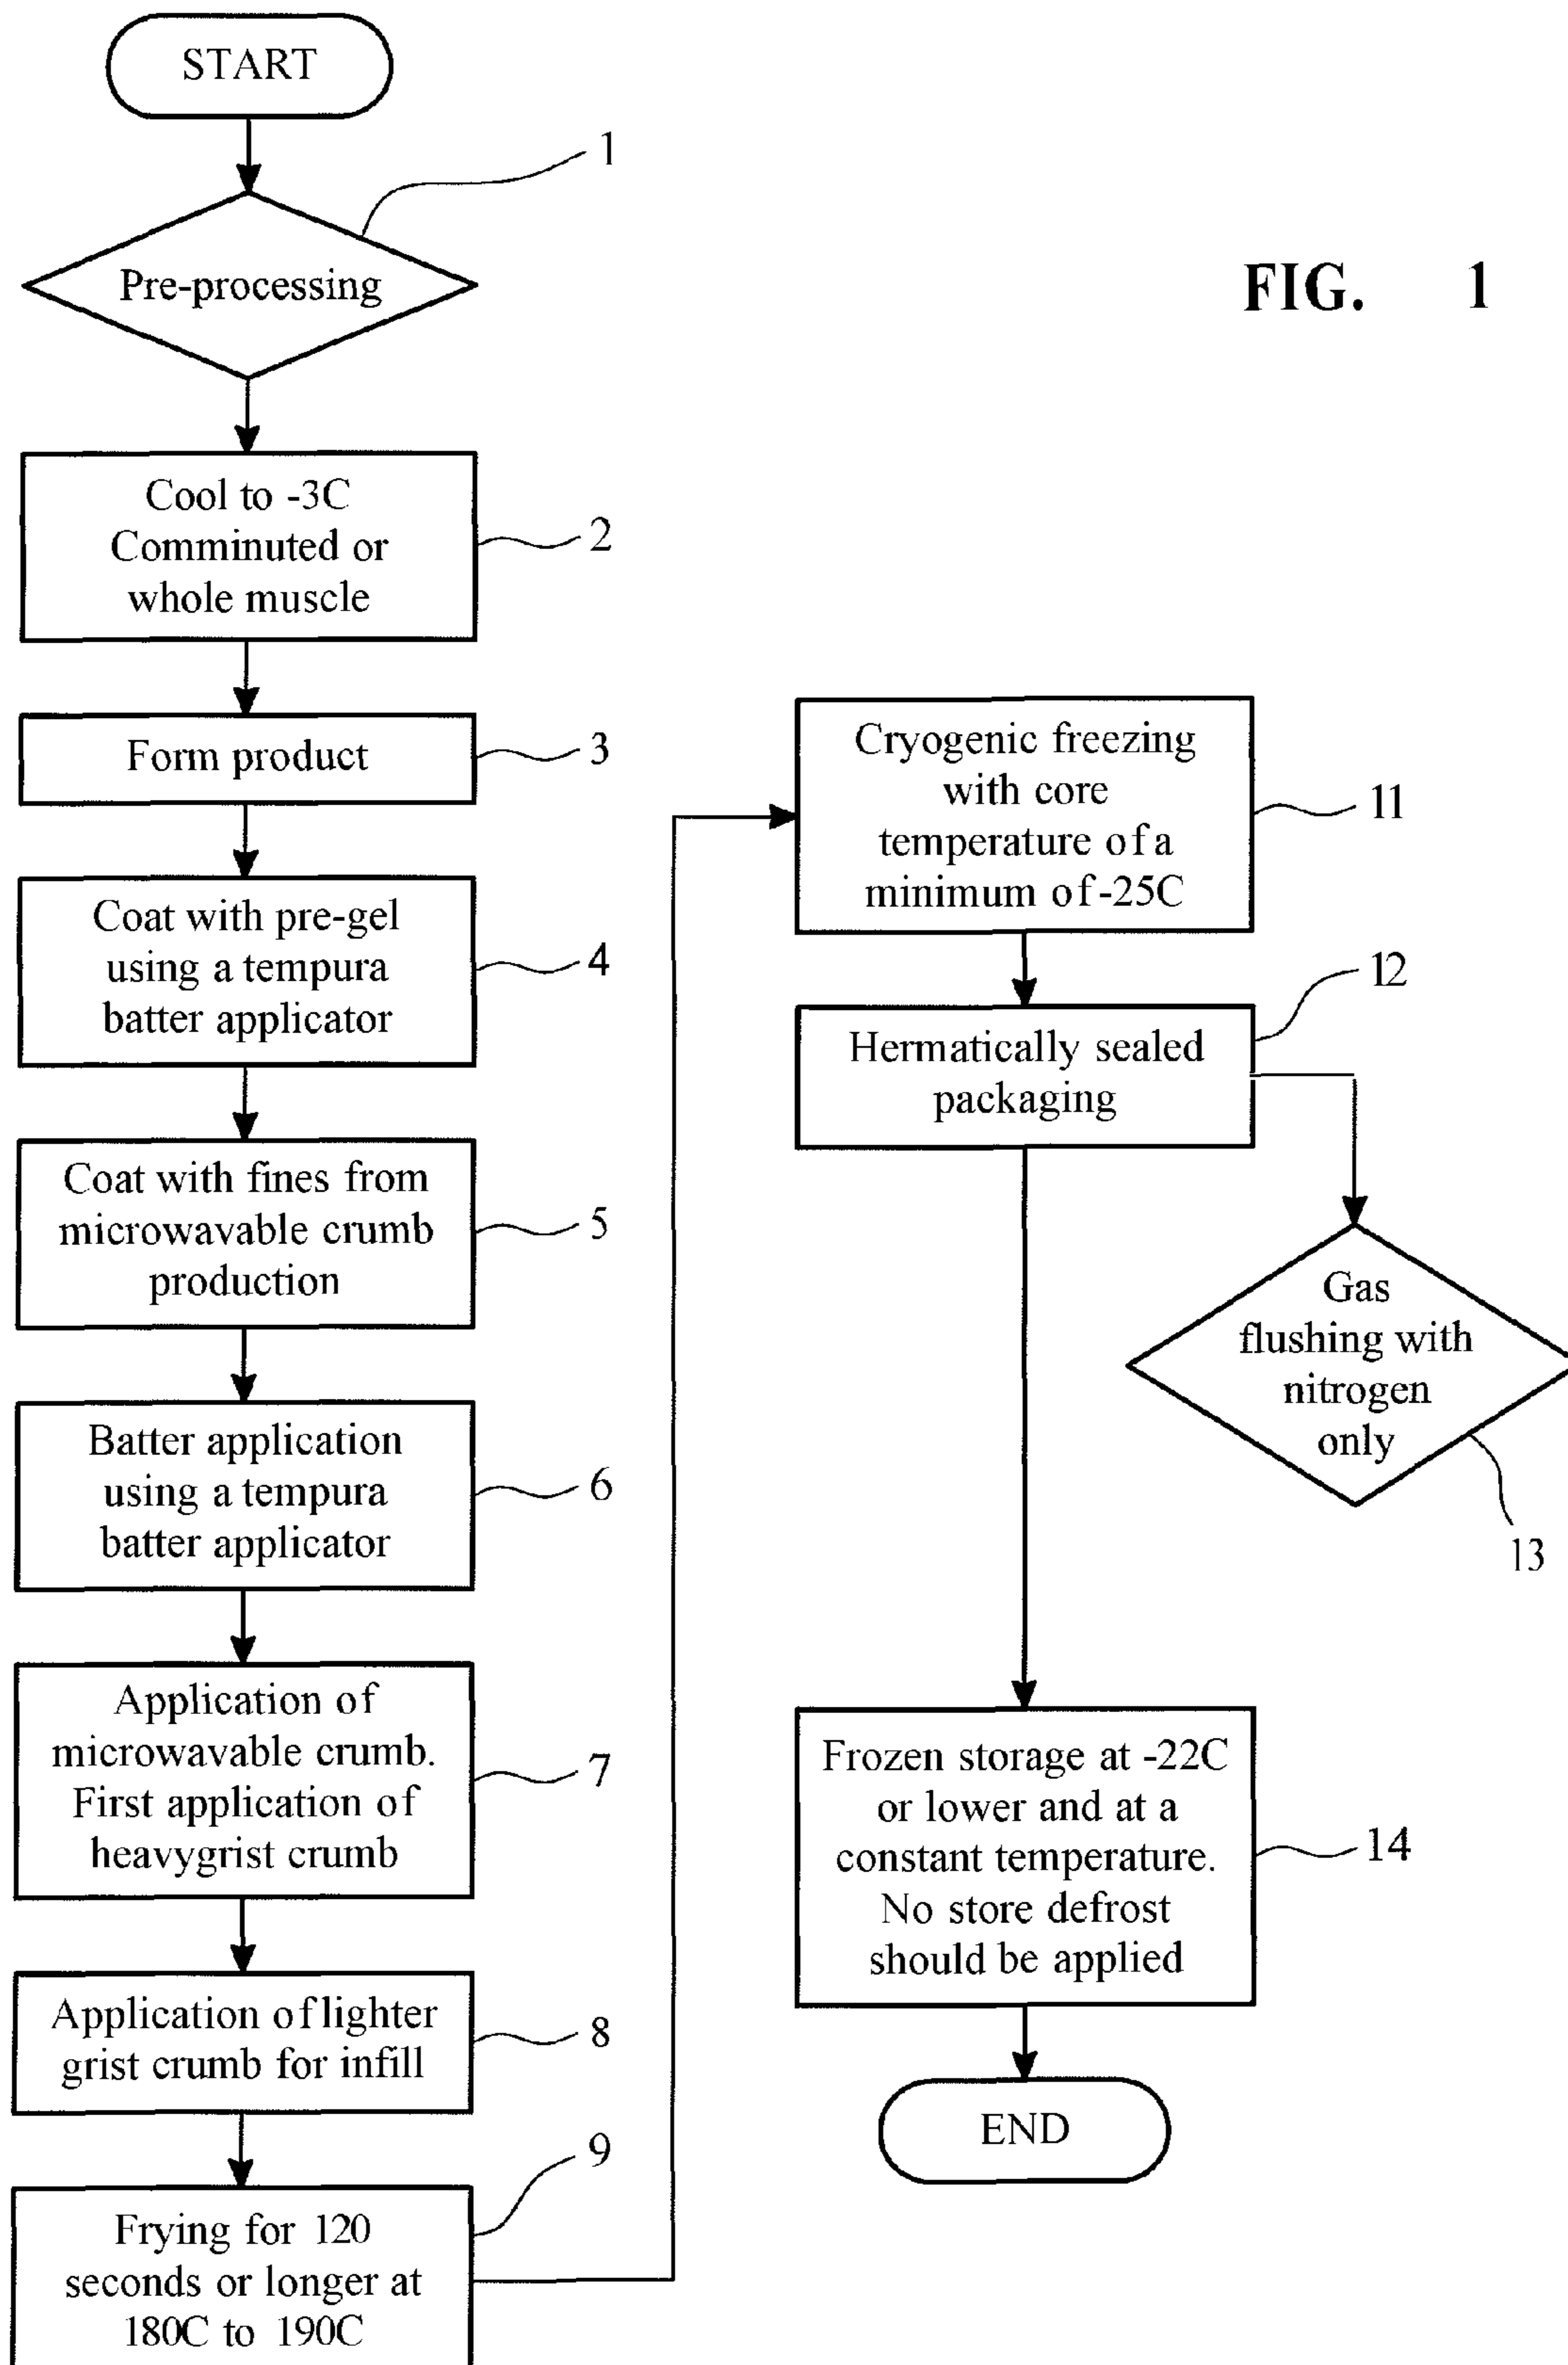 START
1
Pre-processing
FIG. 1
Cool to -3C
Comminuted or
whole muscle
2
Form product
3
Coat with pre-gel
using a tempura
batter applicator
4
Coat with fines from
microwavable crumb
production
5
Batter application
using a tempura
batter applicator
6
Application of
microwavable crumb.
First application of
heavygrist crumb
7
Application of lighter
grist crumb for infill
8
Frying for 120
seconds or longer at
180C to 190C
9
Cryogenic freezing
with core
temperature of a
minimum of -25C
11
Hermatically sealed
packaging
12
Gas
flushing with
nitrogen
only
13
Frozen storage at -22C
or lower and at a
constant temperature.
No store defrost
should be applied
14
END